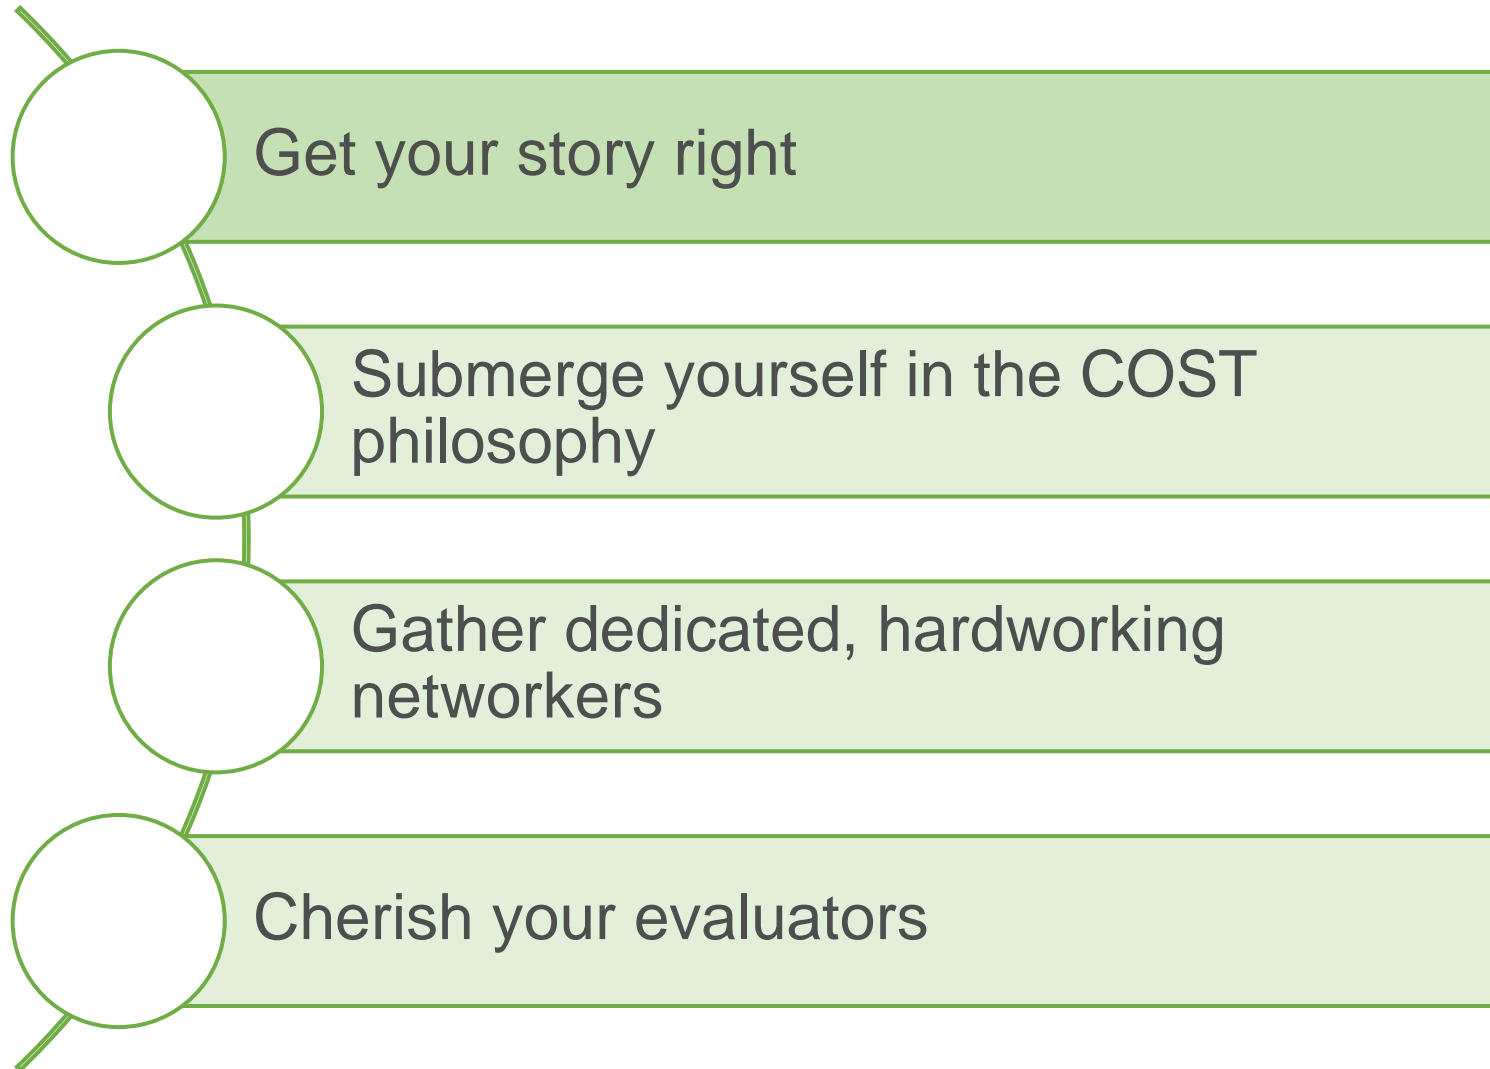 Get your story right
Submerge yourself in the COST
philosophy
Gather dedicated, hardworking
networkers
Cherish your evaluators